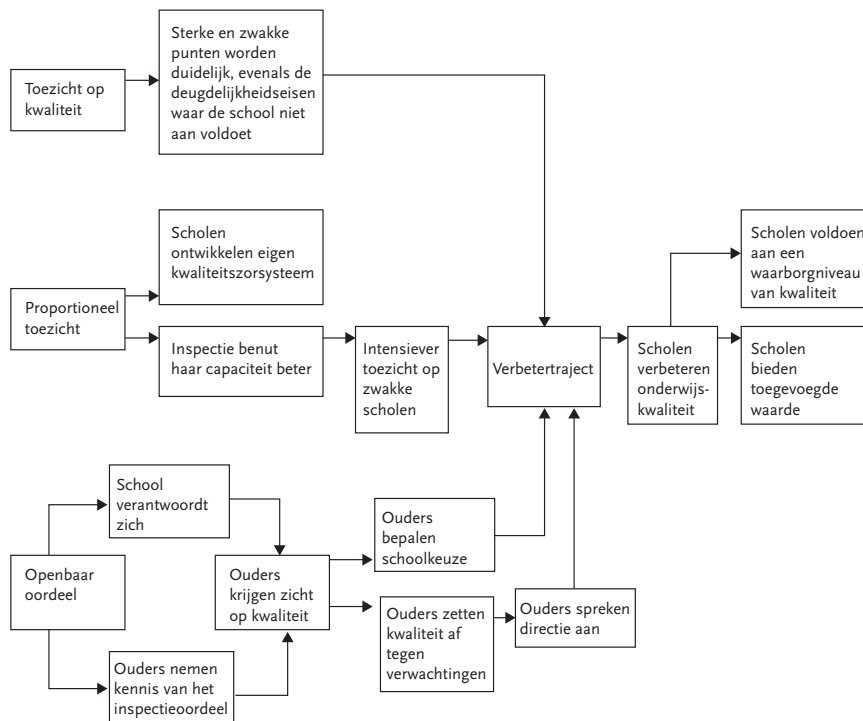 Toezicht op
kwaliteit
Sterke en zwakke
punten worden
duidelijk, evenals de
deugdelijkheidseisen
waar de school niet
aan voldoet
Proportioneel
toezicht
Scholen
ontwikkelen eigen
kwaliteitszorsysteem
Inspectie benut
haar capaciteit beter
Intensiever
toezicht op
zwakke
scholen
Verbetertraject
Scholen
verbeteren
onderwijs-
kwaliteit
Scholen voldoen
aan een
waarborgniveau
van kwaliteit
Scholen
bieden
toegevoegde
waarde
Openbaar
oordeel
School
verantwoordt
zich
Ouders nemen
kennis van het
inspectieoordeel
Ouders
krijgen zicht
op kwaliteit
Ouders
bepalen
schoolkeuze
Ouders zetten
kwaliteit af
tegen
verwachtingen
Ouders spreken
directie aan